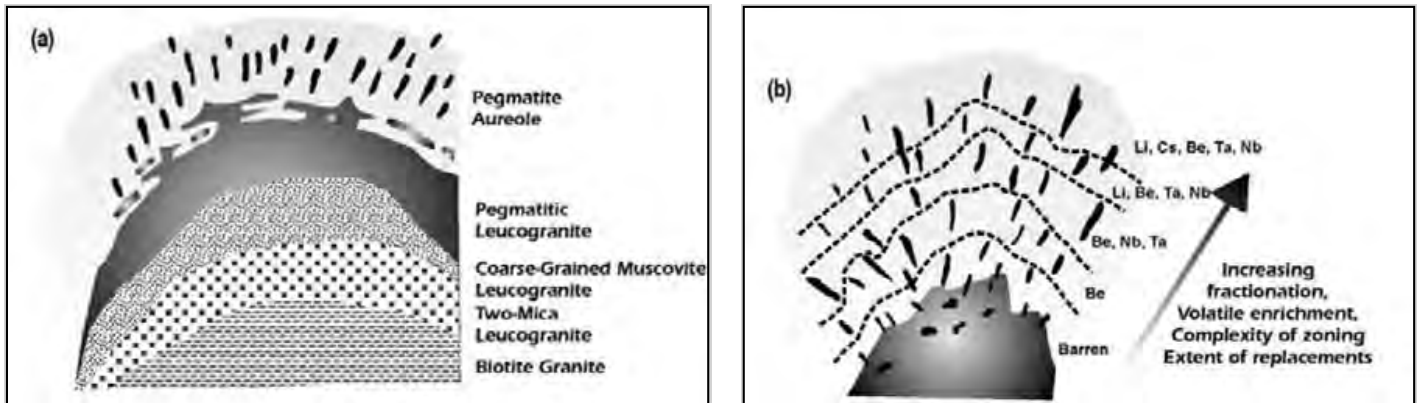 (a)
Pegmatite
Aureole
Pegmatitic
Leucogranite
Coarse-Grained Muscovite
Leucogranite
Two-Mica
Leucogranite
Biotite Granite
(b)
Li, Cs, Be, Ta, Nb
Li, Be, Ta, Nb
Be, Nb, Ta
Be
Barren
Increasing
fractionation,
Volatile enrichment,
Complexity of zoning
Extent of replacements